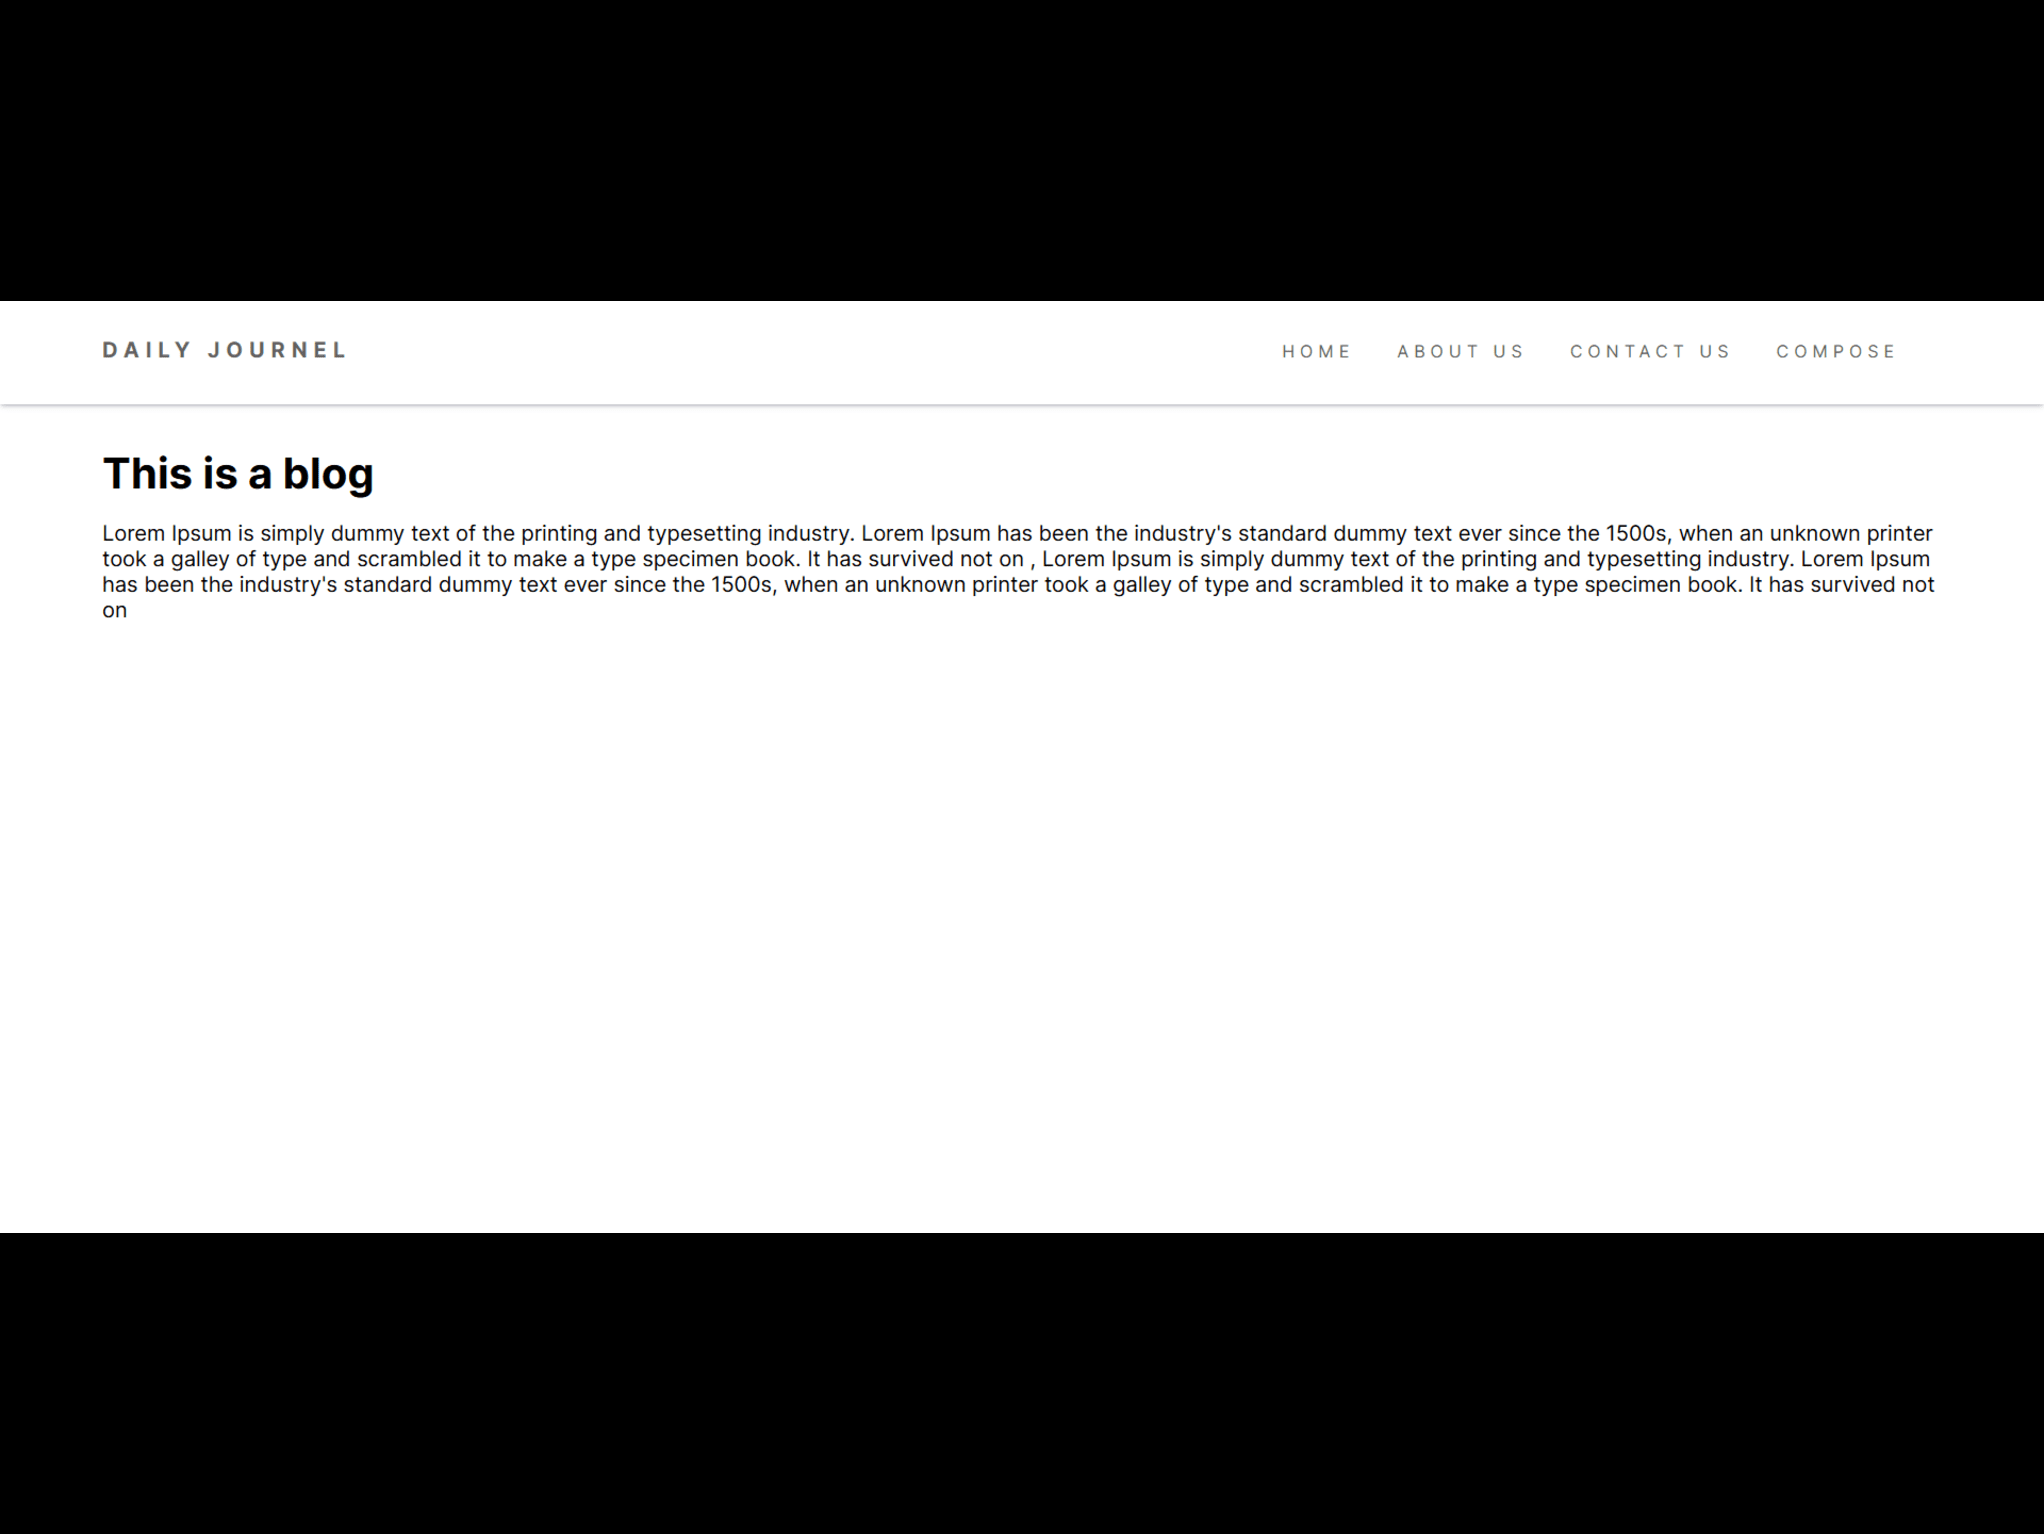 DAILY JOURNEL
HOME ABOUT US CONTACT US COMPOSE
This is a blog
Lorem Ipsum is simply dummy text of the printing and typesetting industry. Lorem Ipsum has been the industry's standard dummy text ever since the 1500s, when an unknown printer
took a galley of type and scrambled it to make a type specimen book. It has survived not on , Lorem Ipsum is simply dummy text of the printing and typesetting industry. Lorem Ipsum
has been the industry's standard dummy text ever since the 1500s, when an unknown printer took a galley of type and scrambled it to make a type specimen book. It has survived not
on